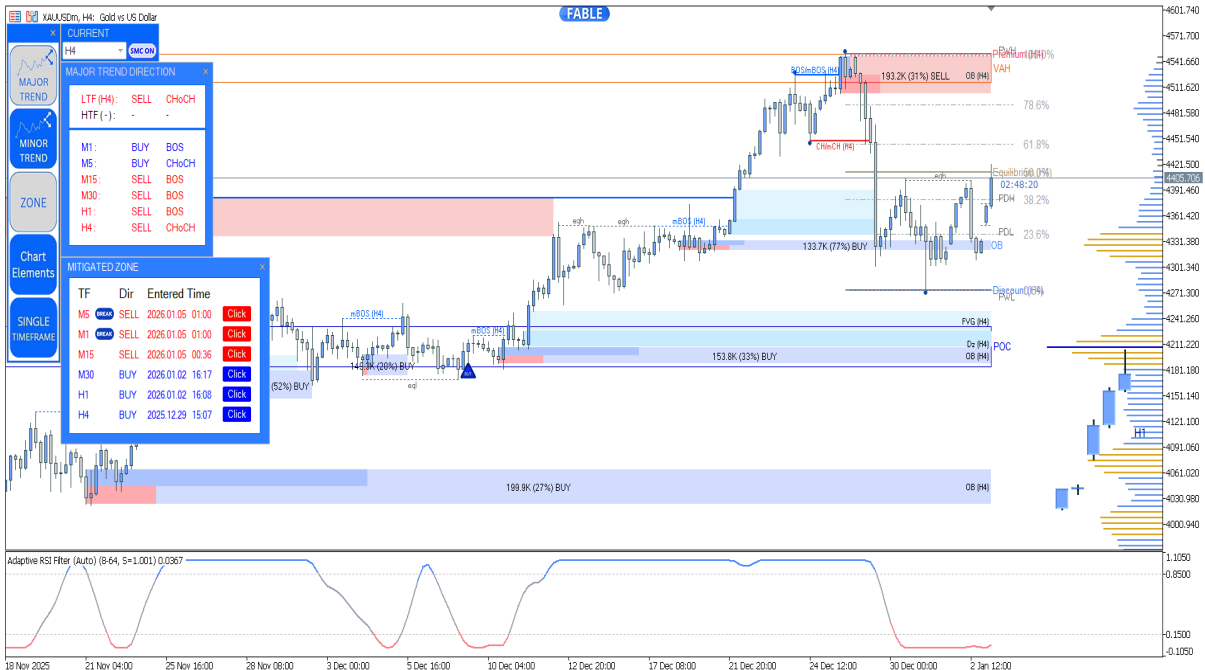 XAUUSDm, H4: Gold vs US Dollar
FABLE
CURRENT
H4
SMC ON
MAJOR TREND
MINOR TREND
ZONE
Chart Elements
SINGLE TIMEFRAME
MAJOR TREND DIRECTION
LTF (H4) : SELL CHoCH
HTF ( - ) : - -
M1 : BUY BOS
M5 : BUY CHoCH
M15 : SELL BOS
M30 : SELL BOS
H1 : SELL BOS
H4 : SELL CHoCH
MITIGATED ZONE
TF Dir Entered Time
M5 BREAK SELL 2026.01.05 01:00 Click
M1 BREAK SELL 2026.01.05 01:00 Click
M15 SELL 2026.01.05 00:36 Click
M30 BUY 2026.01.02 16:17 Click
H1 BUY 2026.01.02 16:08 Click
H4 BUY 2025.12.29 15:07 Click
PWH
VAH
BOS/mBOS (H4)
193.2K (31%) SELL
OB (H4)
78.6%
CH/mCH (H4)
61.8%
02:48:20
eqh
PDH
38.2%
PDL
23.6%
eqh
eqh
mBOS (H4)
133.7K (77%) BUY
OB
PWL
mBOS (H4)
mBOS (H4)
FVG (H4)
Dz (H4)
POC
153.8K (33%) BUY
OB (H4)
(20%) BUY
(52%) BUY
eql
BUY
H1
199.9K (27%) BUY
OB (H4)
4601.740
4571.700
4541.660
4511.620
4481.580
4451.540
4421.500
4405.706
4391.460
4361.420
4331.380
4301.340
4271.300
4241.260
4211.220
4181.180
4151.140
4121.100
4091.060
4061.020
4030.980
4000.940
Adaptive RSI Filter (Auto) (8-64, S=1.001) 0.0367
1.1050
0.8500
0.1500
-0.1050
18 Nov 2025
21 Nov 04:00
25 Nov 16:00
28 Nov 08:00
3 Dec 00:00
5 Dec 16:00
10 Dec 04:00
12 Dec 20:00
17 Dec 08:00
21 Dec 20:00
24 Dec 12:00
30 Dec 00:00
2 Jan 12:00